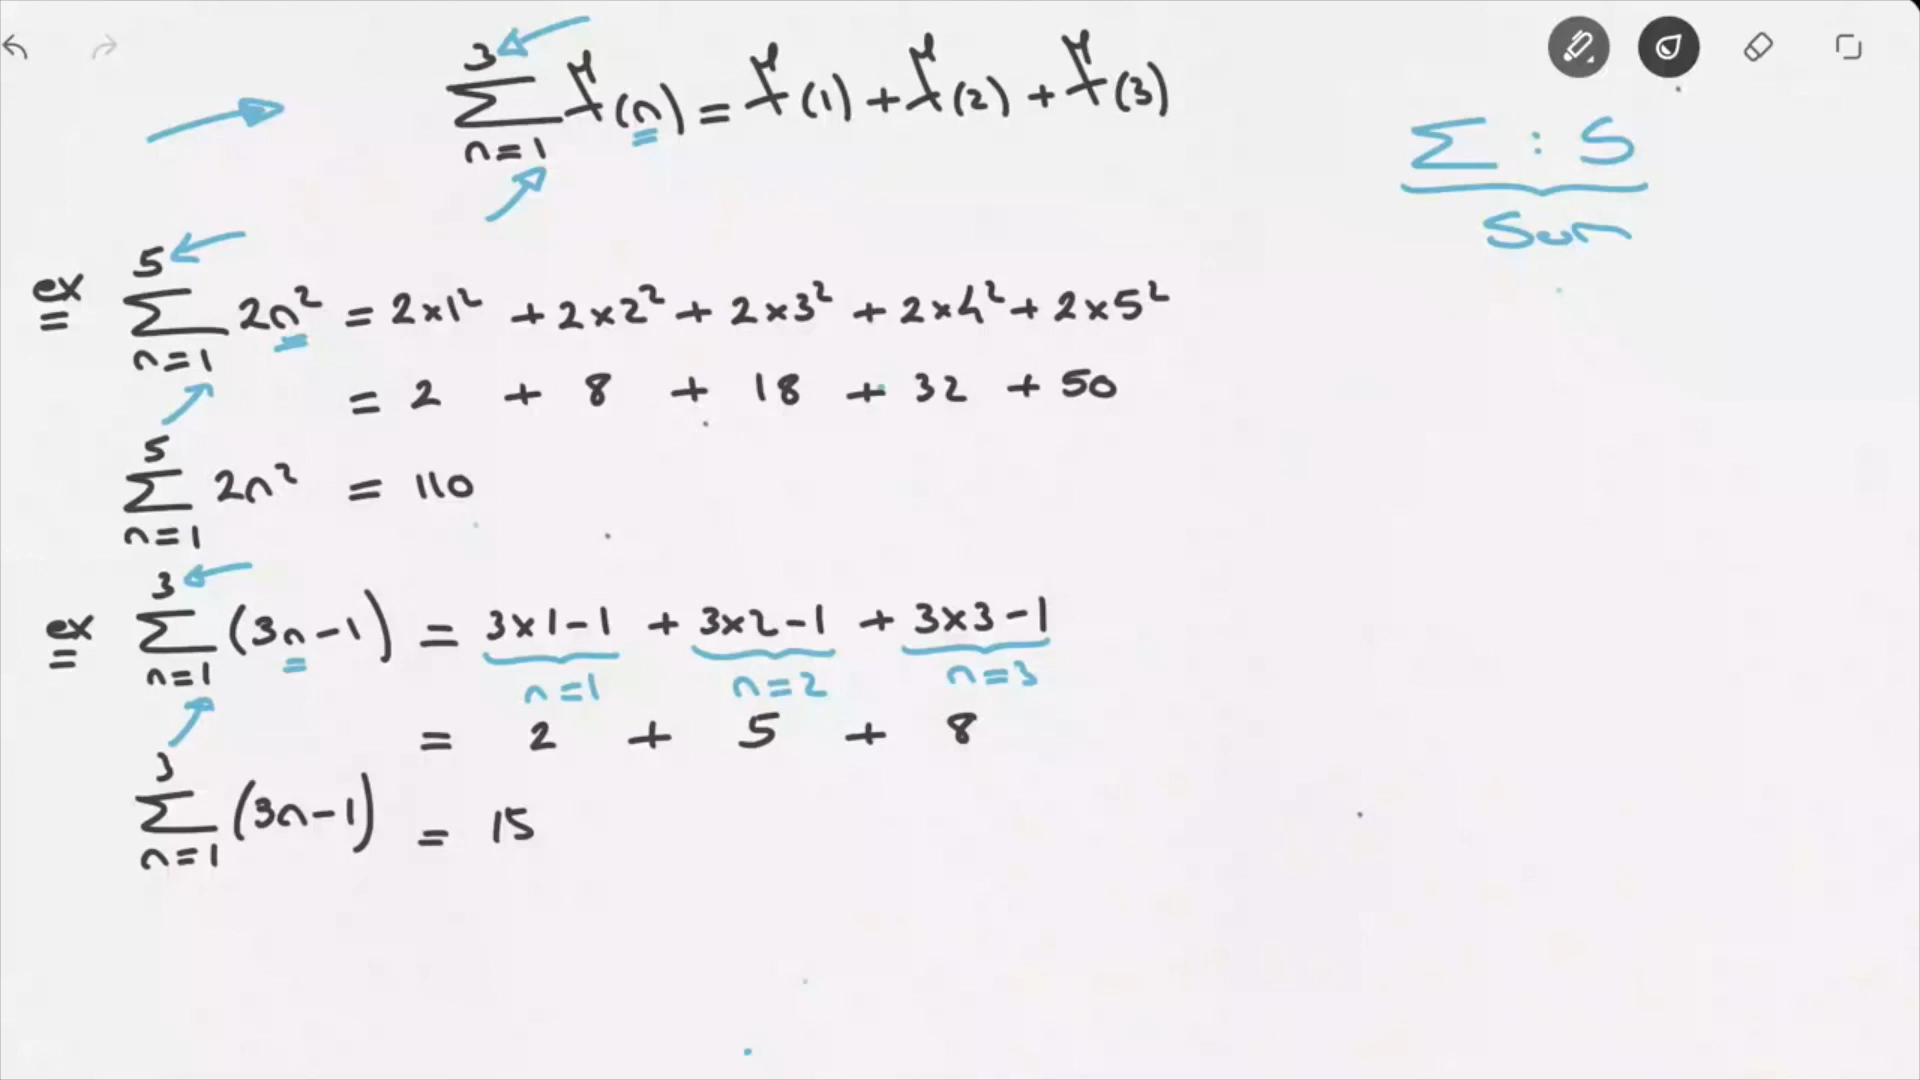 3
∑ f(n) = f(1) + f(2) + f(3)
n=1
∑ : S
Sum
5
ex ∑ 2n² = 2×1² + 2×2² + 2×3² + 2×4² + 2×5²
n=1
= 2 + 8 + 18 + 32 + 50
5
∑ 2n² = 110
n=1
3
ex ∑ (3n-1) = 3×1-1 + 3×2-1 + 3×3-1
n=1 n=1 n=2 n=3
= 2 + 5 + 8
3
∑ (3n-1) = 15
n=1